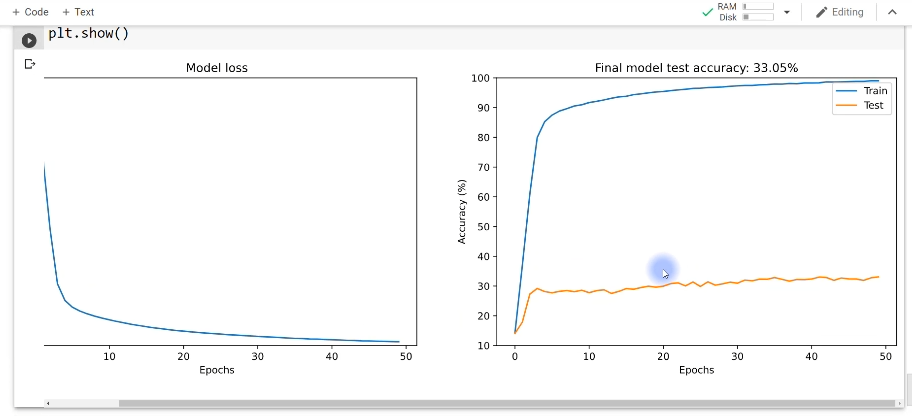 + Code + Text
RAM
Disk
Editing
plt.show()
Model loss
10 20 30 40 50
Epochs
Final model test accuracy: 33.05%
100
90
80
70
60
50
40
30
20
10
Accuracy (%)
Train
Test
0 10 20 30 40 50
Epochs